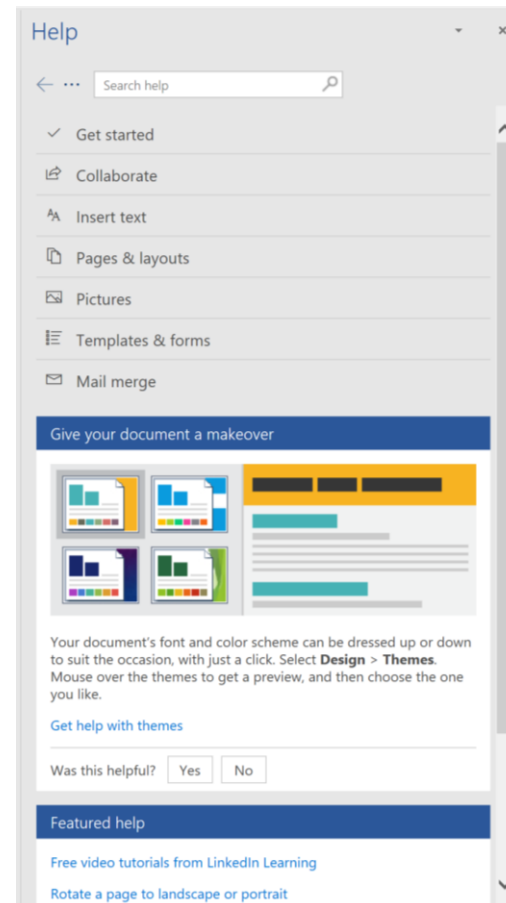 Help
Search help
Get started
Collaborate
Insert text
Pages & layouts
Pictures
Templates & forms
Mail merge
Give your document a makeover
Your document's font and color scheme can be dressed up or down
to suit the occasion, with just a click. Select Design > Themes.
Mouse over the themes to get a preview, and then choose the one
you like.
Get help with themes
Was this helpful? Yes No
Featured help
Free video tutorials from LinkedIn Learning
Rotate a page to landscape or portrait